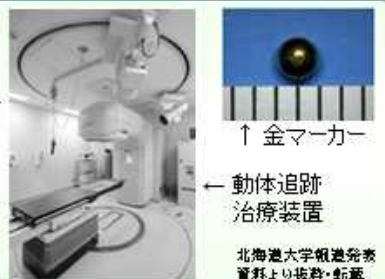 ↑ 金マーカー
← 動体追跡
治療装置
北海道大学報道発表
資料より抜粋・転載